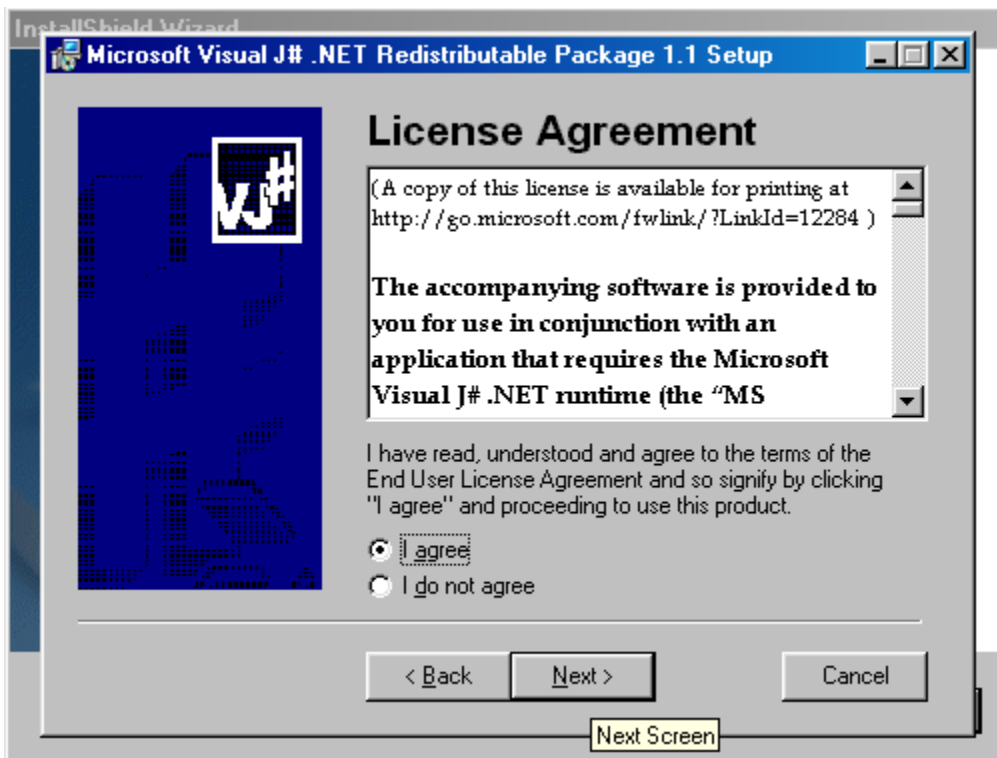 InstallShield Wizard
Microsoft Visual J# .NET Redistributable Package 1.1 Setup
VJ#
License Agreement
(A copy of this license is available for printing at
http://go.microsoft.com/fwlink/?LinkId=12284 )
The accompanying software is provided to
you for use in conjunction with an
application that requires the Microsoft
Visual J# .NET runtime (the “MS
I have read, understood and agree to the terms of the
End User License Agreement and so signify by clicking
"I agree" and proceeding to use this product.
I agree
I do not agree
< Back
Next >
Cancel
Next Screen